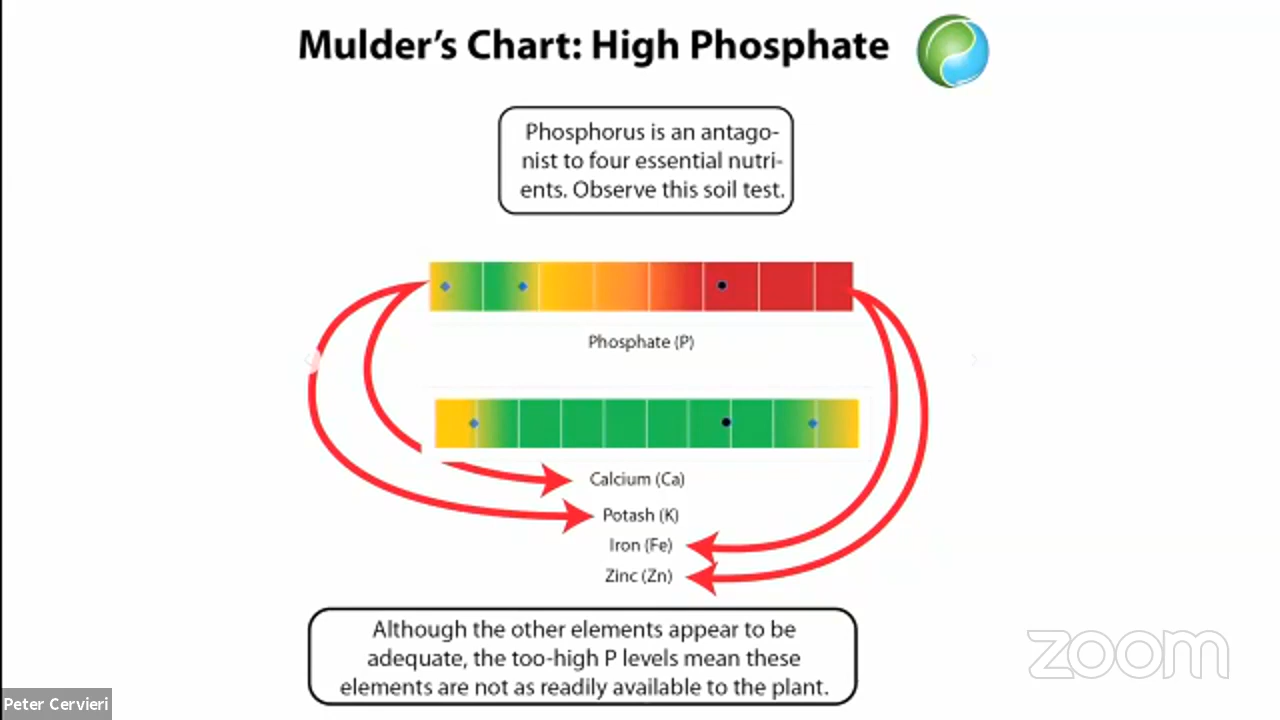 Mulder's Chart: High Phosphate
Phosphorus is an antago-
nist to four essential nutri-
ents. Observe this soil test.
Phosphate (P)
Calcium (Ca)
Potash (K)
Iron (Fe)
Zinc (Zn)
Although the other elements appear to be
adequate, the too-high P levels mean these
elements are not as readily available to the plant.
zoom
Peter Cervieri